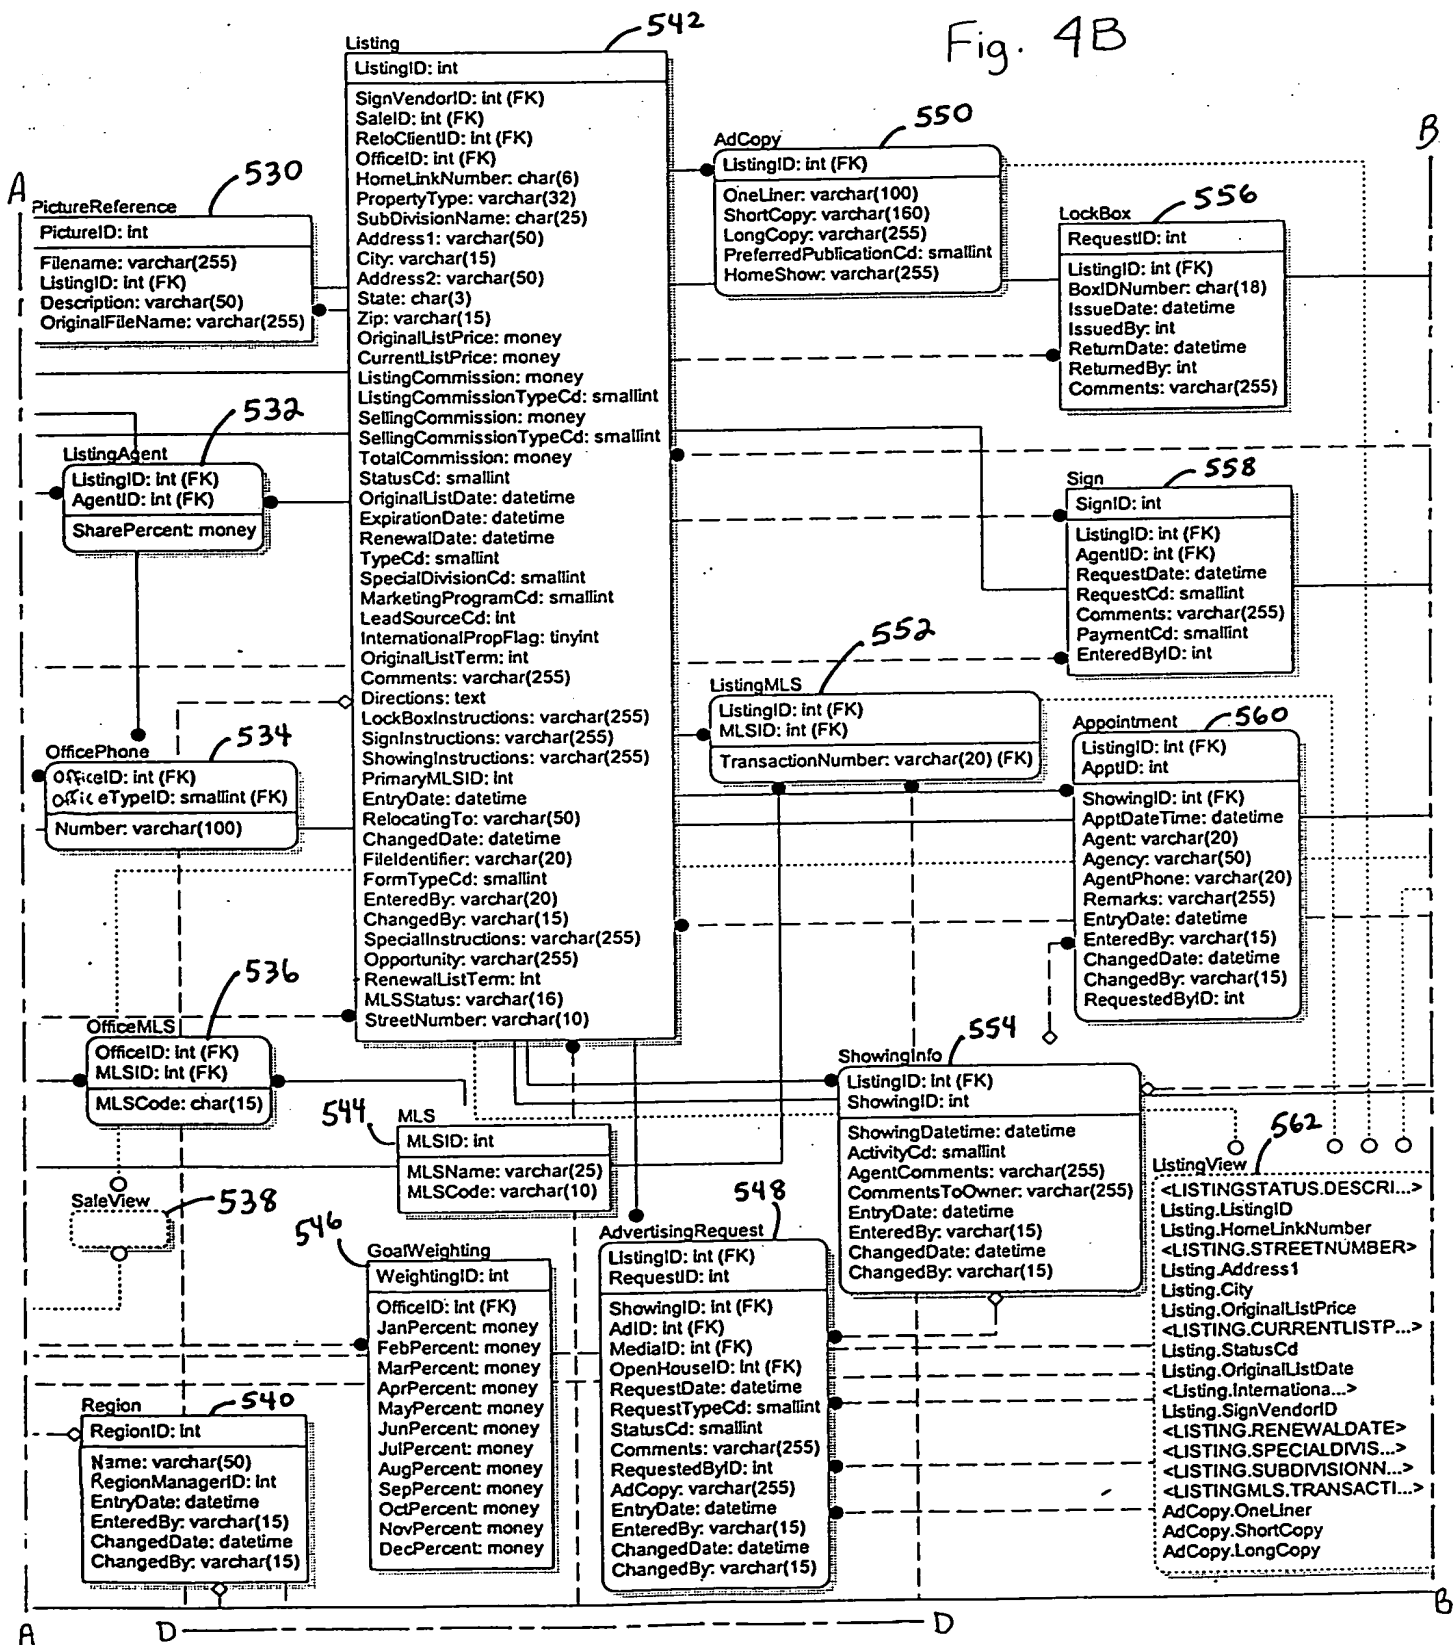 Fig. 4B
A
B
PictureReference
530
PictureID: int
Filename: varchar(255)
ListingID: int (FK)
Description: varchar(50)
OriginalFileName: varchar(255)
ListingAgent
532
ListingID: int (FK)
AgentID: int (FK)
SharePercent: money
OfficePhone
534
OfficeID: int (FK)
OfficeTypeID: smallint (FK)
Number: varchar(100)
OfficeMLS
536
OfficeID: int (FK)
MLSID: int (FK)
MLSCode: char(15)
SaleView
538
Region
540
RegionID: int
Name: varchar(50)
RegionManagerID: int
EntryDate: datetime
EnteredBy: varchar(15)
ChangedDate: datetime
ChangedBy: varchar(15)
Listing
542
ListingID: int
SignVendorID: int (FK)
SaleID: int (FK)
ReloClientID: int (FK)
OfficeID: int (FK)
HomeLinkNumber: char(6)
PropertyType: varchar(32)
SubDivisionName: char(25)
Address1: varchar(50)
City: varchar(15)
Address2: varchar(50)
State: char(3)
Zip: varchar(15)
OriginalListPrice: money
CurrentListPrice: money
ListingCommission: money
ListingCommissionTypeCd: smallint
SellingCommission: money
SellingCommissionTypeCd: smallint
TotalCommission: money
StatusCd: smallint
OriginalListDate: datetime
ExpirationDate: datetime
RenewalDate: datetime
TypeCd: smallint
SpecialDivisionCd: smallint
MarketingProgramCd: smallint
LeadSourceCd: int
InternationalPropFlag: tinyint
OriginalListTerm: int
Comments: varchar(255)
Directions: text
LockBoxInstructions: varchar(255)
SignInstructions: varchar(255)
ShowingInstructions: varchar(255)
PrimaryMLSID: int
EntryDate: datetime
RelocatingTo: varchar(50)
ChangedDate: datetime
FileIdentifier: varchar(20)
FormTypeCd: smallint
EnteredBy: varchar(20)
ChangedBy: varchar(15)
SpecialInstructions: varchar(255)
Opportunity: varchar(255)
RenewalListTerm: int
MLSStatus: varchar(16)
StreetNumber: varchar(10)
MLS
544
MLSID: int
MLSName: varchar(25)
MLSCode: varchar(10)
GoalWeighting
546
WeightingID: int
OfficeID: int (FK)
JanPercent: money
FebPercent: money
MarPercent: money
AprPercent: money
MayPercent: money
JunPercent: money
JulPercent: money
AugPercent: money
SepPercent: money
OctPercent: money
NovPercent: money
DecPercent: money
AdvertisingRequest
548
ListingID: int (FK)
RequestID: int
ShowingID: int (FK)
AdID: int (FK)
MediaID: int (FK)
OpenHouseID: int (FK)
RequestDate: datetime
RequestTypeCd: smallint
StatusCd: smallint
Comments: varchar(255)
RequestedByID: int
AdCopy: varchar(255)
EntryDate: datetime
EnteredBy: varchar(15)
ChangedDate: datetime
ChangedBy: varchar(15)
AdCopy
550
ListingID: int (FK)
OneLiner: varchar(100)
ShortCopy: varchar(160)
LongCopy: varchar(255)
PreferredPublicationCd: smallint
HomeShow: varchar(255)
ListingMLS
552
ListingID: int (FK)
MLSID: int (FK)
TransactionNumber: varchar(20) (FK)
ShowingInfo
554
ListingID: int (FK)
ShowingID: int
ShowingDatetime: datetime
ActivityCd: smallint
AgentComments: varchar(255)
CommentsToOwner: varchar(255)
EntryDate: datetime
EnteredBy: varchar(15)
ChangedDate: datetime
ChangedBy: varchar(15)
LockBox
556
RequestID: int
ListingID: int (FK)
BoxIDNumber: char(18)
IssueDate: datetime
IssuedBy: int
ReturnDate: datetime
ReturnedBy: int
Comments: varchar(255)
Sign
558
SignID: int
ListingID: int (FK)
AgentID: int (FK)
RequestDate: datetime
RequestCd: smallint
Comments: varchar(255)
PaymentCd: smallint
EnteredByID: int
Appointment
560
ListingID: int (FK)
ApptID: int
ShowingID: int (FK)
ApptDateTime: datetime
Agent: varchar(20)
Agency: varchar(50)
AgentPhone: varchar(20)
Remarks: varchar(255)
EntryDate: datetime
EnteredBy: varchar(15)
ChangedDate: datetime
ChangedBy: varchar(15)
RequestedByID: int
ListingView
562
<LISTINGSTATUS.DESCRI...>
Listing.ListingID
Listing.HomeLinkNumber
<LISTING.STREETNUMBER>
Listing.Address1
Listing.City
Listing.OriginalListPrice
<LISTING.CURRENTLISTP...>
Listing.StatusCd
Listing.OriginalListDate
<Listing.Internationa...>
Listing.SignVendorID
<LISTING.RENEWALDATE>
<LISTING.SPECIALDIVIS...>
<LISTING.SUBDIVISIONN...>
<LISTINGMLS.TRANSACTI...>
AdCopy.OneLiner
AdCopy.ShortCopy
AdCopy.LongCopy
A
D
D
B